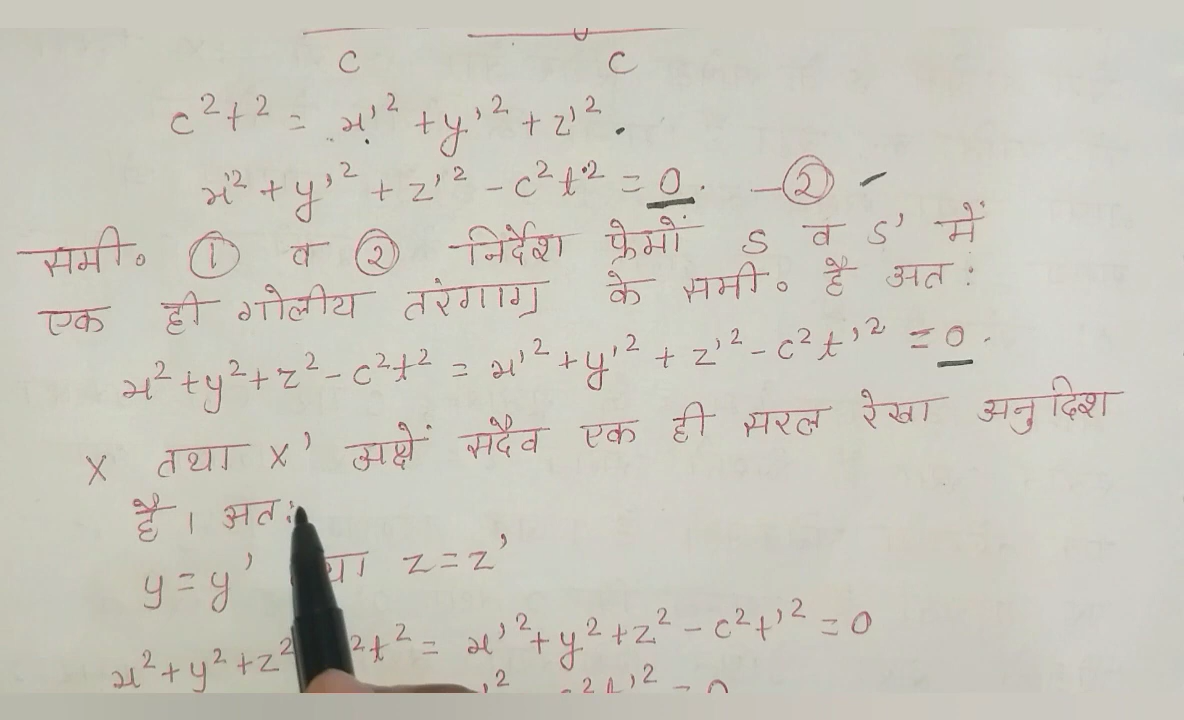 c c
c²t² = x'² + y'² + z'².
x'² + y'² + z'² - c²t'² = 0. -②-
समी० ① व ② निर्देश फ्रेमों S व S' में
एक ही गोलीय तरंगाग्र के समी० है अत:
x² + y² + z² - c²t² = x'² + y'² + z'² - c²t'² = 0.
X तथा X' अक्षें सदैव एक ही सरल रेखा अनुदिश
है। अत:
y = y' था z = z'
x² + y² + z² ²t² = x'² + y² + z² - c²t'² = 0